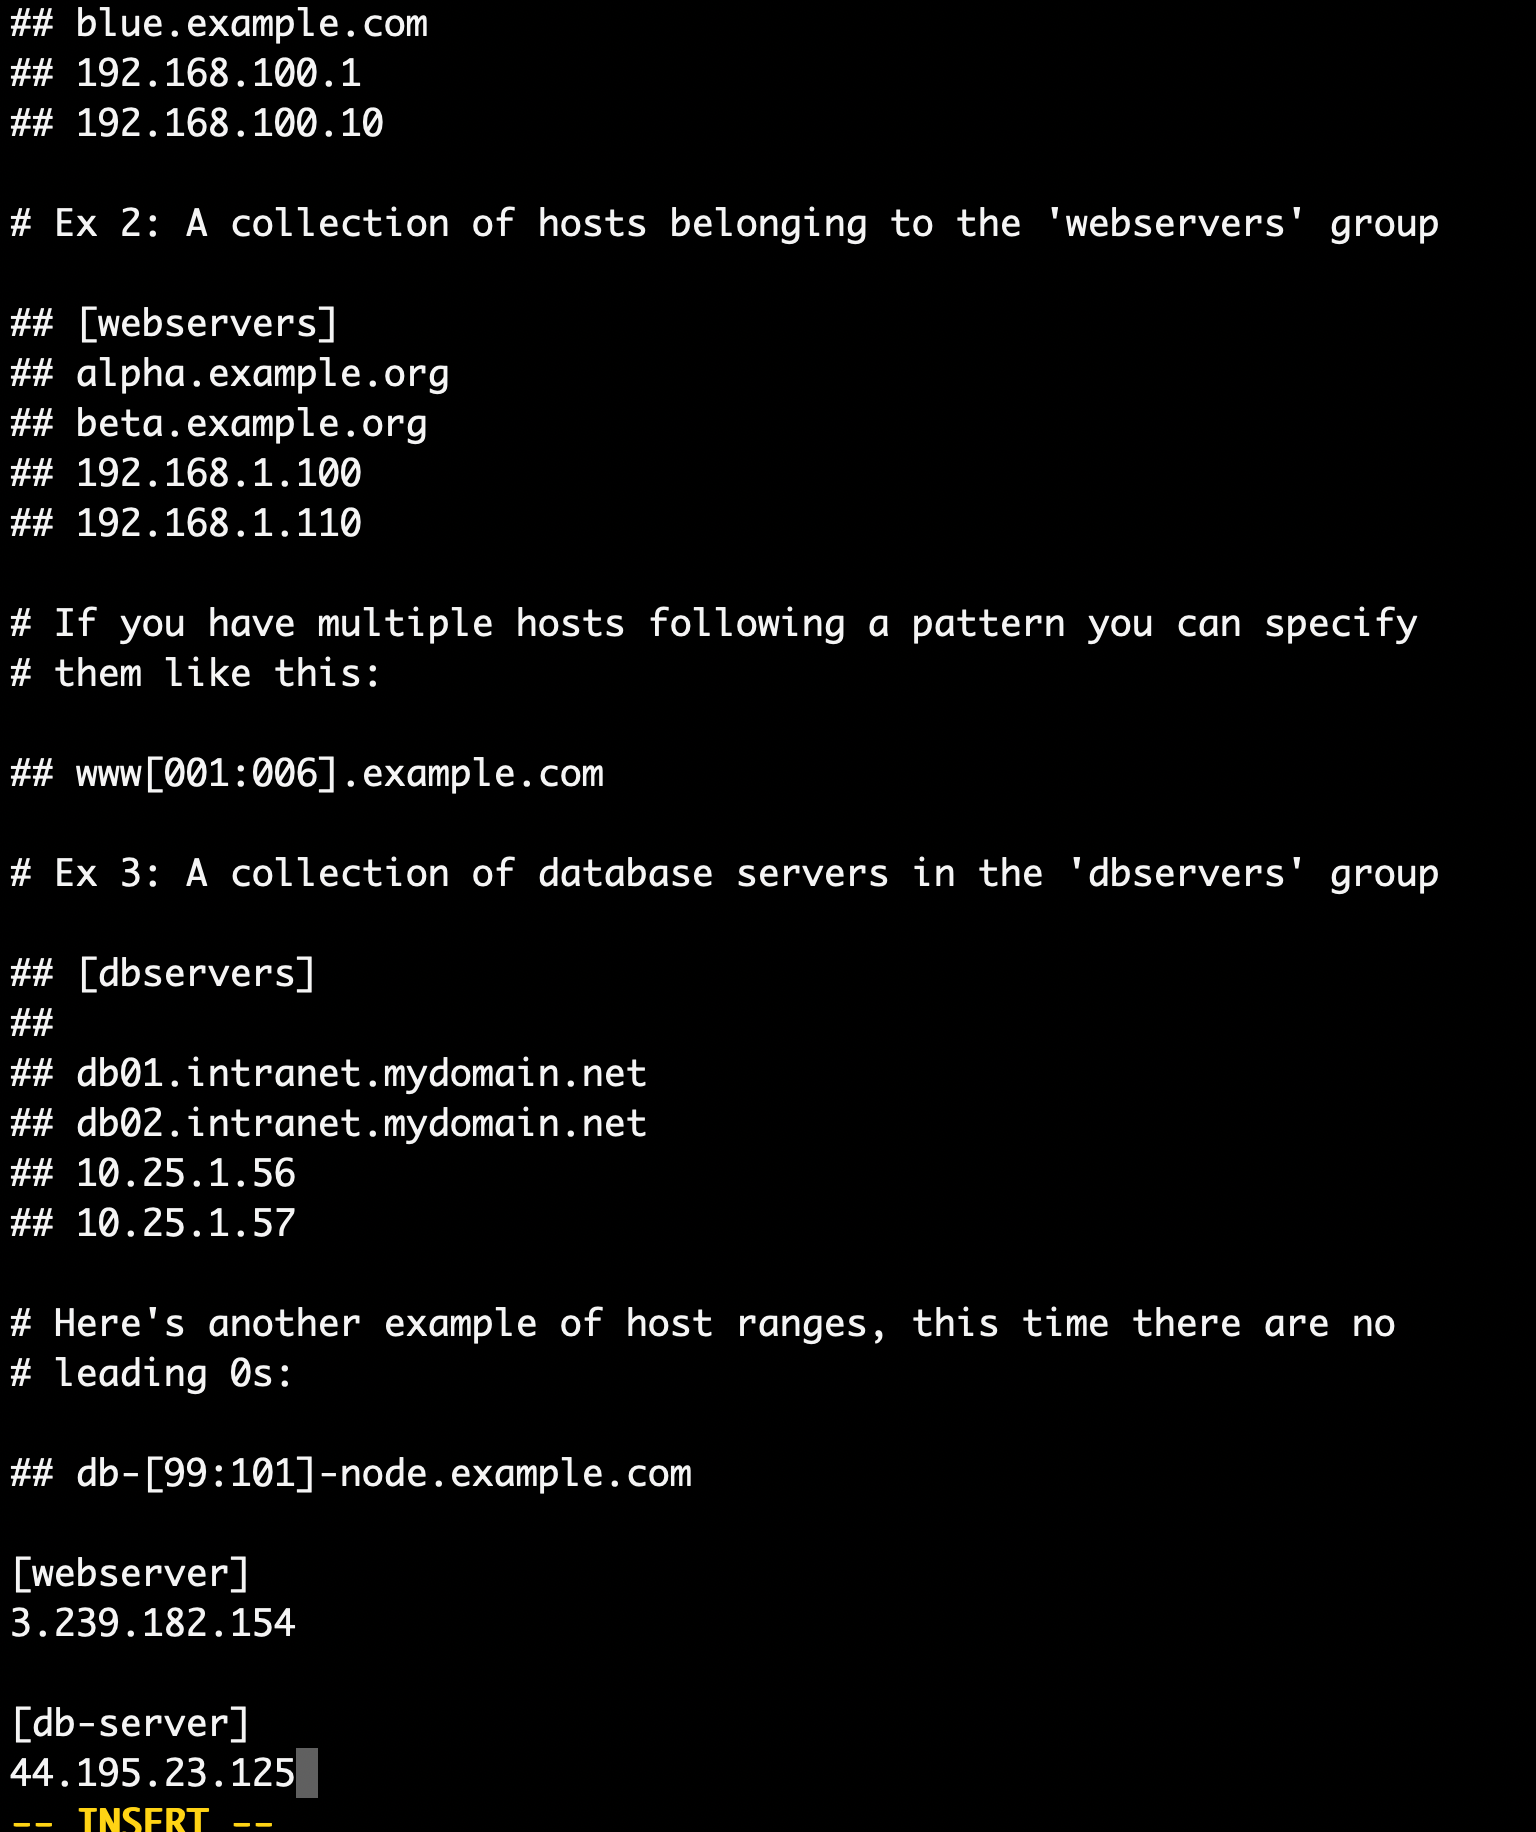 ## blue.example.com
## 192.168.100.1
## 192.168.100.10
# Ex 2: A collection of hosts belonging to the 'webservers' group
## [webservers]
## alpha.example.org
## beta.example.org
## 192.168.1.100
## 192.168.1.110
# If you have multiple hosts following a pattern you can specify
# them like this:
## www[001:006].example.com
# Ex 3: A collection of database servers in the 'dbservers' group
## [dbservers]
##
## db01.intranet.mydomain.net
## db02.intranet.mydomain.net
## 10.25.1.56
## 10.25.1.57
# Here's another example of host ranges, this time there are no
# leading 0s:
## db-[99:101]-node.example.com
[webserver]
3.239.182.154
[db-server]
44.195.23.125
-- INSERT --